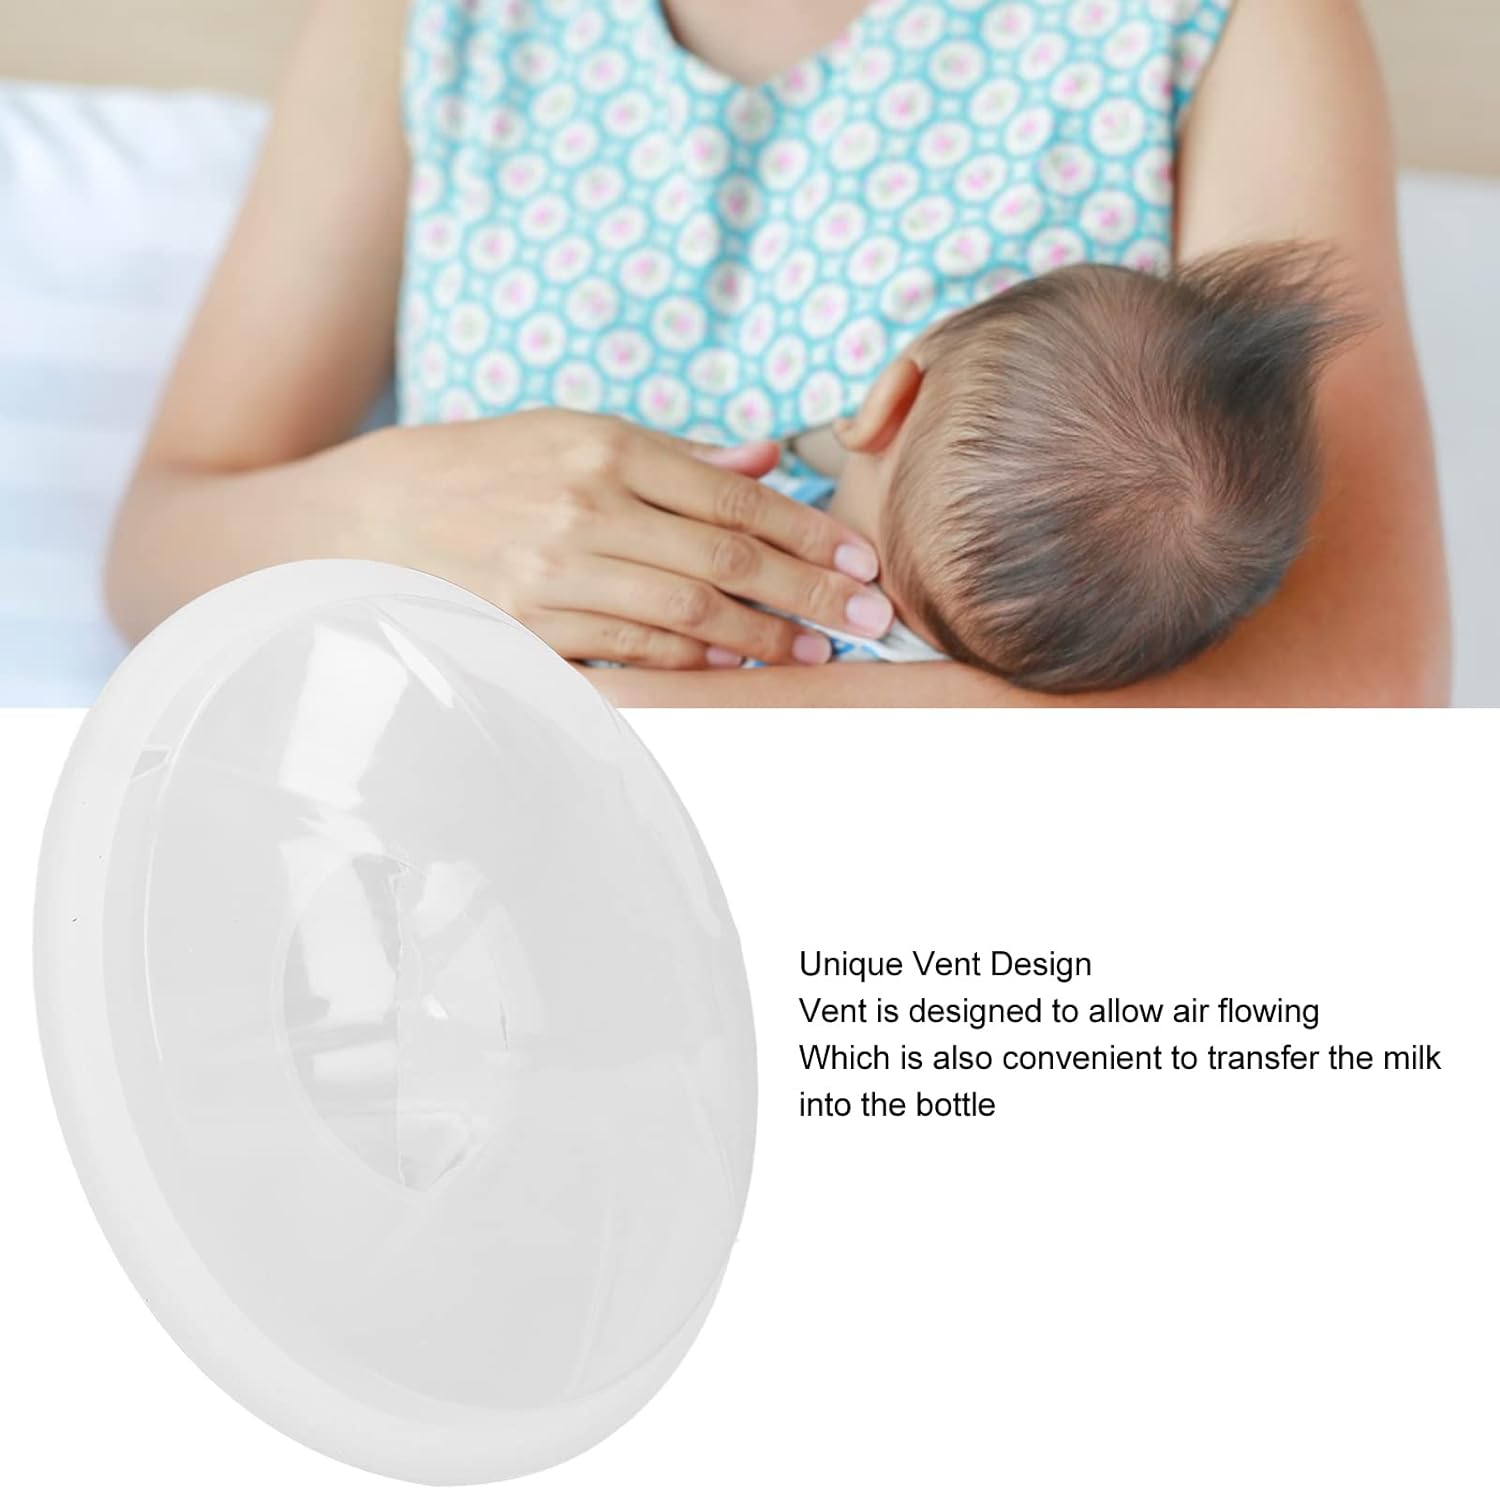 Unique Vent Design
Vent is designed to allow air flowing
Which is also convenient to transfer the milk
into the bottle